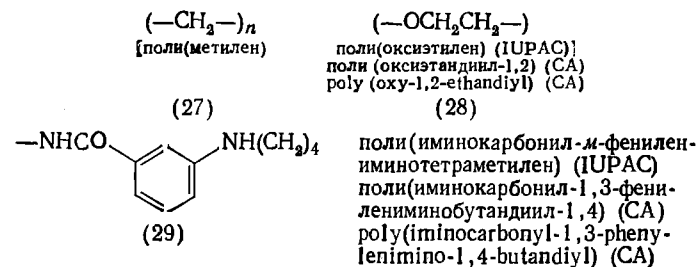 (—CH₂—)ₙ
[поли(метилен)
(27)
(—OCH₂CH₂—)
поли(оксиэтилен) (IUPAC)]
поли (оксиэтандиил-1,2) (CA)
poly (oxy-1,2-ethandiyl) (CA)
(28)
—NHCO
NH(CH₂)₄
(29)
поли(иминокарбонил-м-фенилен-
иминотетраметилен) (IUPAC)
поли(иминокарбонил-1,3-фени-
лениминобутандиил-1,4) (CA)
poly(iminocarbonyl-1,3-pheny-
lenimino-1,4-butandiyl) (CA)